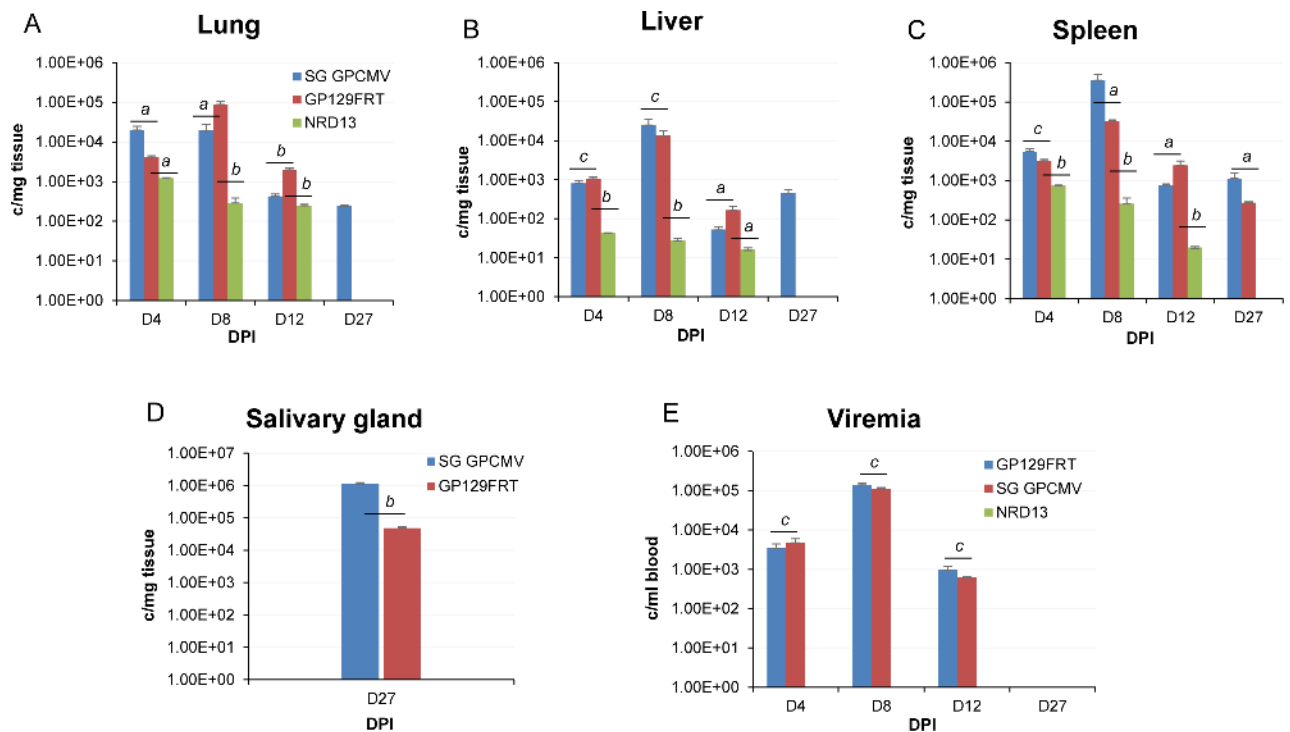 A
Lung
1.00E+06
1.00E+05
1.00E+04
1.00E+03
1.00E+02
1.00E+01
1.00E+00
c/mg tissue
SG GPCMV
GP129FRT
NRD13
a
a
a
b
b
b
D4 D8 D12 D27
DPI
B
Liver
1.00E+06
1.00E+05
1.00E+04
1.00E+03
1.00E+02
1.00E+01
1.00E+00
c/mg tissue
c
b
c
b
a
a
D4 D8 D12 D27
DPI
C
Spleen
1.00E+06
1.00E+05
1.00E+04
1.00E+03
1.00E+02
1.00E+01
1.00E+00
c/mg tissue
c
b
a
b
a
b
a
D4 D8 D12 D27
DPI
D
Salivary gland
1.00E+07
1.00E+06
1.00E+05
1.00E+04
1.00E+03
1.00E+02
1.00E+01
1.00E+00
c/mg tissue
SG GPCMV
GP129FRT
b
D27
DPI
E
Viremia
1.00E+06
1.00E+05
1.00E+04
1.00E+03
1.00E+02
1.00E+01
1.00E+00
c/ml blood
GP129FRT
SG GPCMV
NRD13
c
c
c
D4 D8 D12 D27
DPI